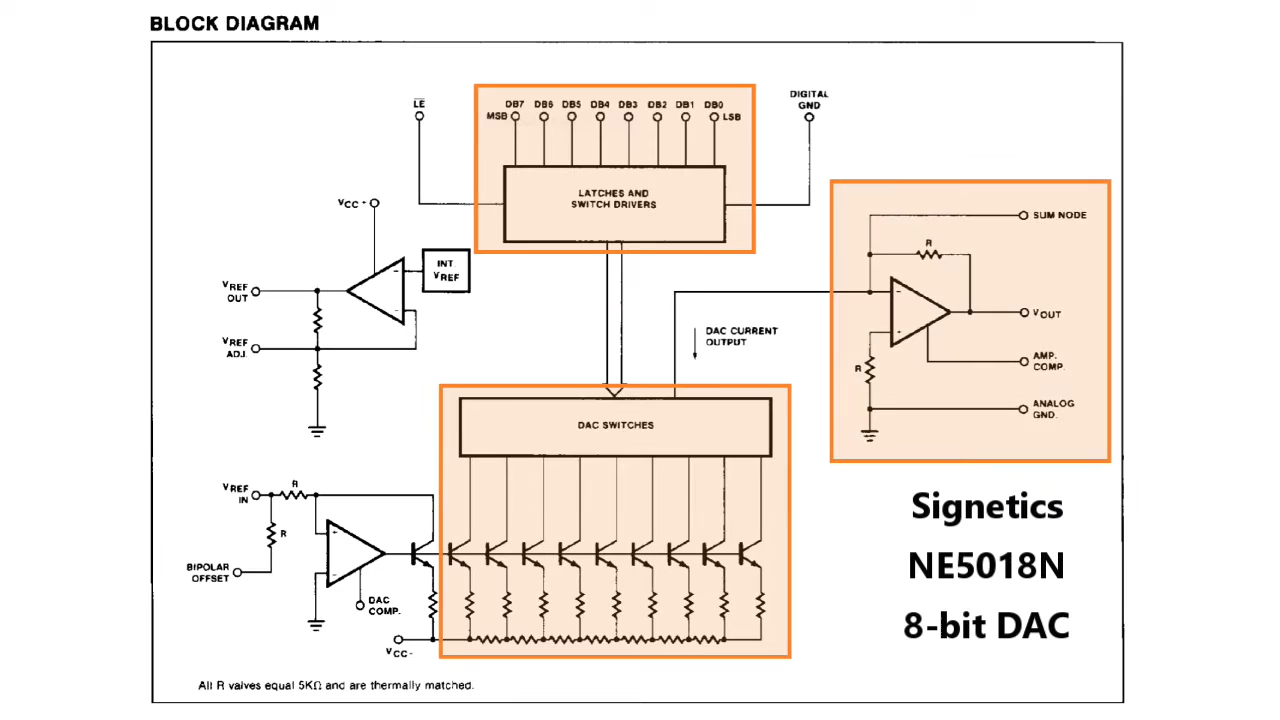 BLOCK DIAGRAM
LE
DB7 DB6 DB5 DB4 DB3 DB2 DB1 DB0
MSB
LSB
DIGITAL
GND
LATCHES AND
SWITCH DRIVERS
VCC+
INT
VREF
VREF
OUT
VREF
ADJ.
DAC CURRENT
OUTPUT
SUM NODE
R
VOUT
R
AMP.
COMP.
ANALOG
GND.
DAC SWITCHES
VREF
IN
R
R
BIPOLAR
OFFSET
DAC
COMP.
VCC-
Signetics
NE5018N
8-bit DAC
All R valves equal 5KΩ and are thermally matched.